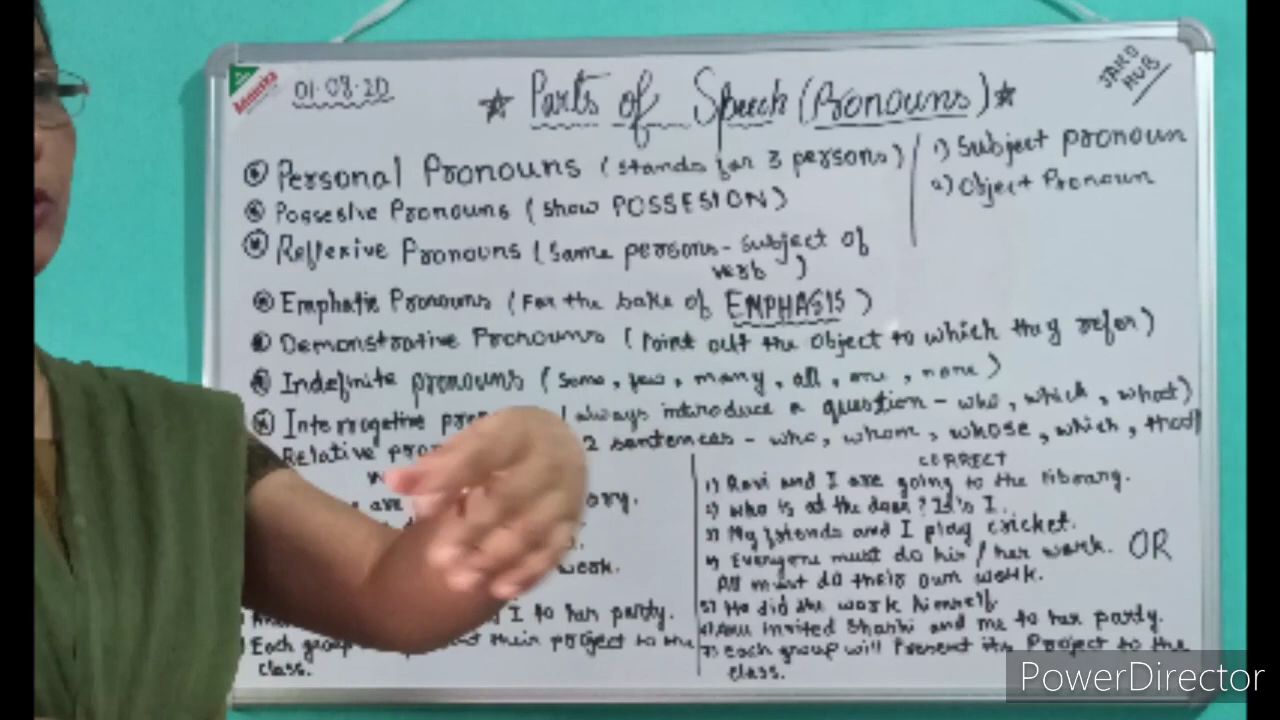 01.08.20
★ Parts of Speech (Pronouns) ★
JARD HUB
Personal Pronouns (stands for 3 persons)
1) Subject pronoun
2) Object Pronoun
Possesive Pronouns (show POSSESION)
Reflexive Pronouns (Same persons - subject of verb)
Emphatic Pronouns (For the sake of EMPHASIS)
Demonstrative Pronouns (Point out the object to which they refer)
Indefinite pronouns (Some, few, many, all, one, none)
Interrogative pro (always introduce a question - who, which, what)
Relative pro 2 sentences - who, whom, whose, which, that
are
work.
I to her party.
Each group their project to the class.
CORRECT
1) Ravi and I are going to the library.
2) Who is at the door? It's I.
3) My friends and I play cricket.
4) Everyone must do his/her work. OR
All must do their own work.
5) He did the work himself.
6) Anu invited Shashi and me to her party.
7) Each group will Present its Project to the class.
PowerDirector